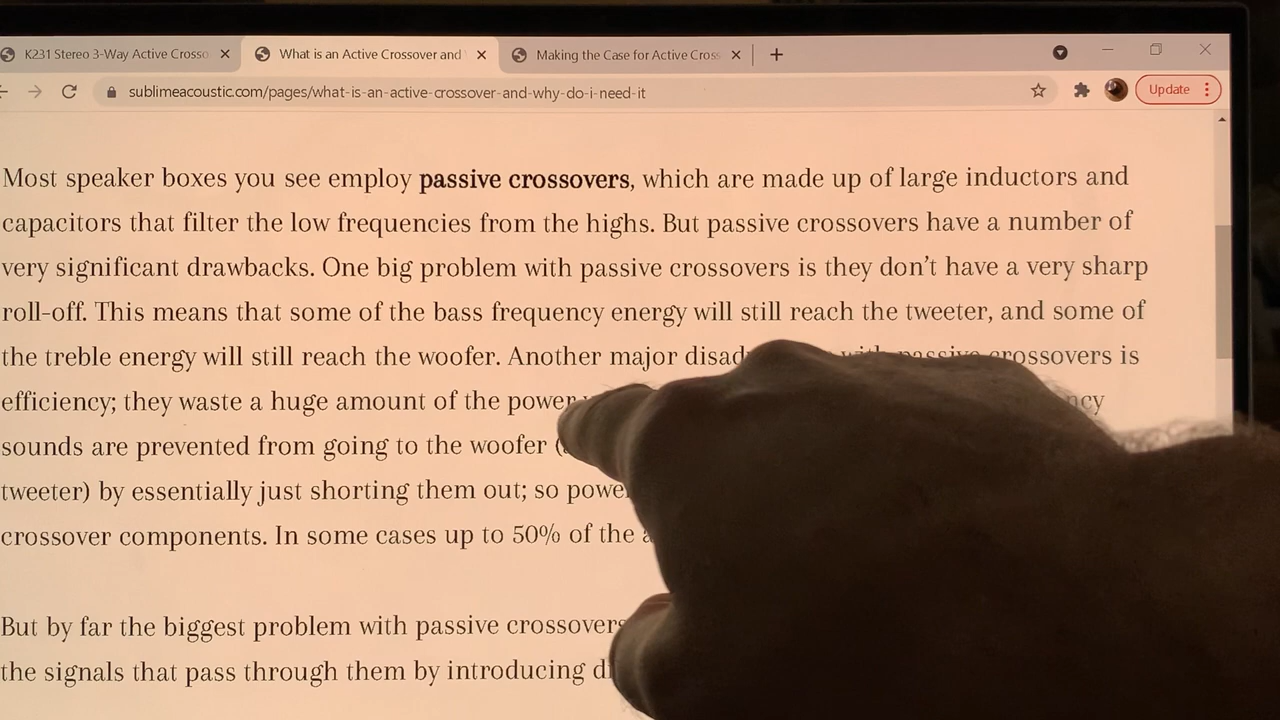 K231 Stereo 3-Way Active Crosso
What is an Active Crossover and
Making the Case for Active Cros
sublimeacoustic.com/pages/what-is-an-active-crossover-and-why-do-i-need-it
Update
Most speaker boxes you see employ passive crossovers, which are made up of large inductors and
capacitors that filter the low frequencies from the highs. But passive crossovers have a number of
very significant drawbacks. One big problem with passive crossovers is they don’t have a very sharp
roll-off. This means that some of the bass frequency energy will still reach the tweeter, and some of
the treble energy will still reach the woofer. Another major with passive crossovers is
efficiency; they waste a huge amount of the power
sounds are prevented from going to the woofer (
tweeter) by essentially just shorting them out; so
crossover components. In some cases up to 50% of the
But by far the biggest problem with passive crossovers
the signals that pass through them by introducing